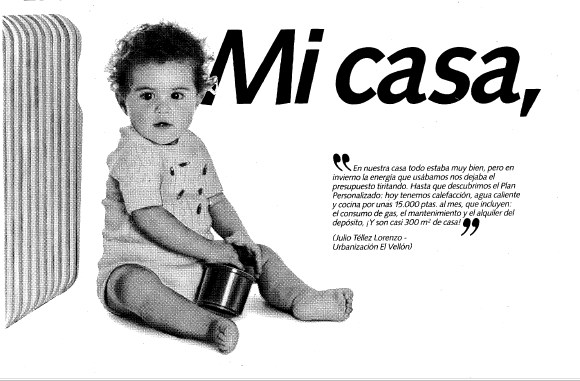 Mi casa,
“En nuestra casa todo estaba muy bien, pero en
invierno la energía que usábamos nos dejaba el
presupuesto tiritando. Hasta que descubrimos el Plan
Personalizado: hoy tenemos calefacción, agua caliente
y cocina por unas 15.000 ptas. al mes, que incluyen:
el consumo de gas, el mantenimiento y el alquiler del
depósito. ¡Y son casi 300 m² de casa!”
(Julio Téllez Lorenzo -
Urbanización El Vellón)